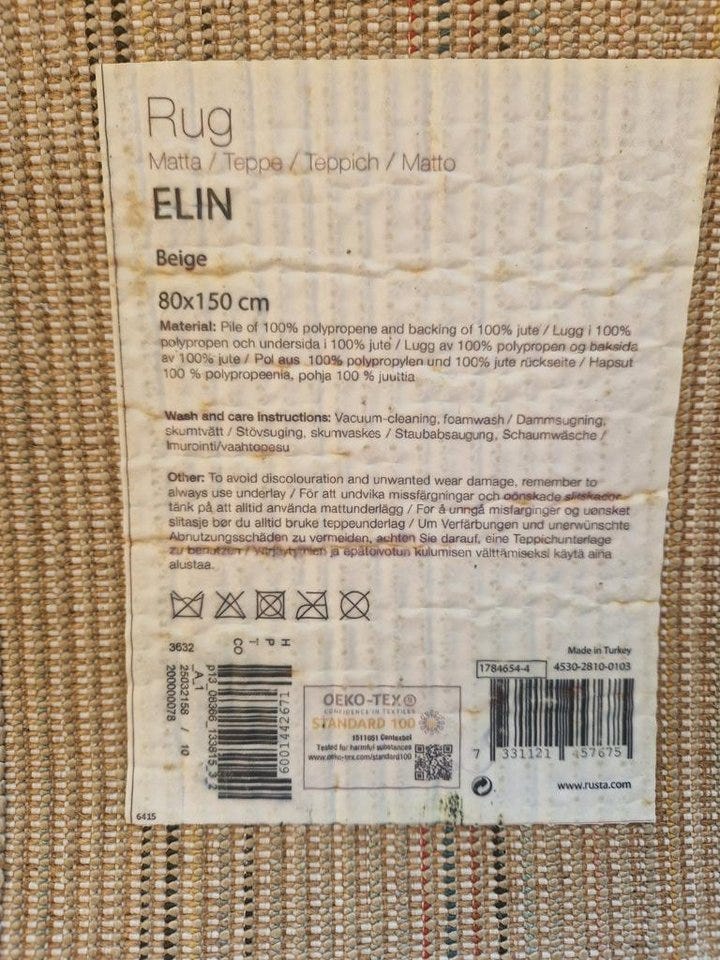 Rug
Matta / Teppe / Teppich / Matto
ELIN
Beige
80x150 cm
Material: Pile of 100% polypropene and backing of 100% jute / Lugg i 100%
polypropen och undersida i 100% jute / Lugg av 100% polypropen og bakside
av 100% jute / Pol aus 100% polypropylen und 100% jute rückseite / Hapsut
100 % polypropeenia, pohja 100 % juuttia
Wash and care instructions: Vacuum-cleaning, foamwash / Dammsugning,
skumtvätt / Stövsuging, skumvaskes / Staubabsaugung, Schaumwäsche /
Imurointi/vaahtopesu
Other: To avoid discolouration and unwanted wear damage, remember to
always use underlay / För att undvika missfärgningar och oönskade slitskador
tänk på att alltid använda mattunderlägg / For å unngå misfarginger og uønsket
slitasje bør du alltid bruke teppeunderlag / Um Verfärbungen und unerwünschte
Abnutzungsschäden zu vermeiden, achten Sie darauf, eine Teppichunterlage
zu benutzen / Värjäytymien ja epätoivotun kulumisen välttämiseksi käytä aina
alustaa.
3632
H P T CO
p13_08366_133615_3_2
_A_1
25032158 / 10
200000078
6001442671
OEKO-TEX®
CONFIDENCE IN TEXTILES
STANDARD 100
1511051 Centexbel
Tested for harmful substances
www.oeko-tex.com/standard100
Made in Turkey
1784654-4 4530-2810-0103
7 331121 457675
www.rusta.com
6415